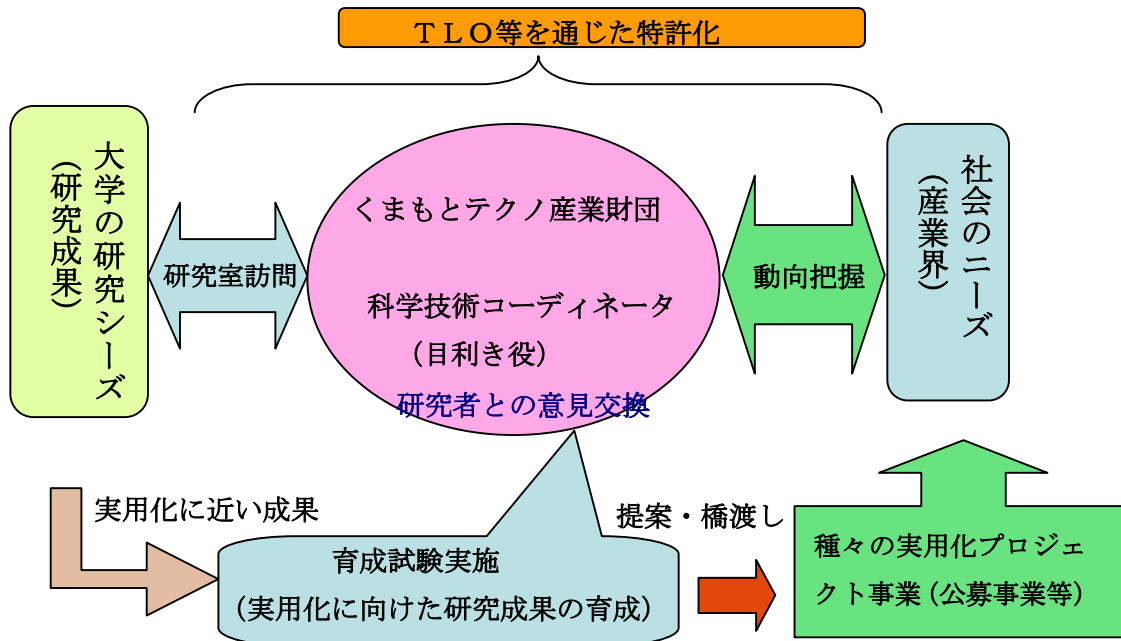 ＴＬＯ等を通じた特許化
大学の研究シーズ
（研究成果）
研究室訪問
くまもとテクノ産業財団
科学技術コーディネータ
（目利き役）
研究者との意見交換
動向把握
社会のニーズ
（産業界）
実用化に近い成果
育成試験実施
（実用化に向けた研究成果の育成）
提案・橋渡し
種々の実用化プロジェ
クト事業（公募事業等）